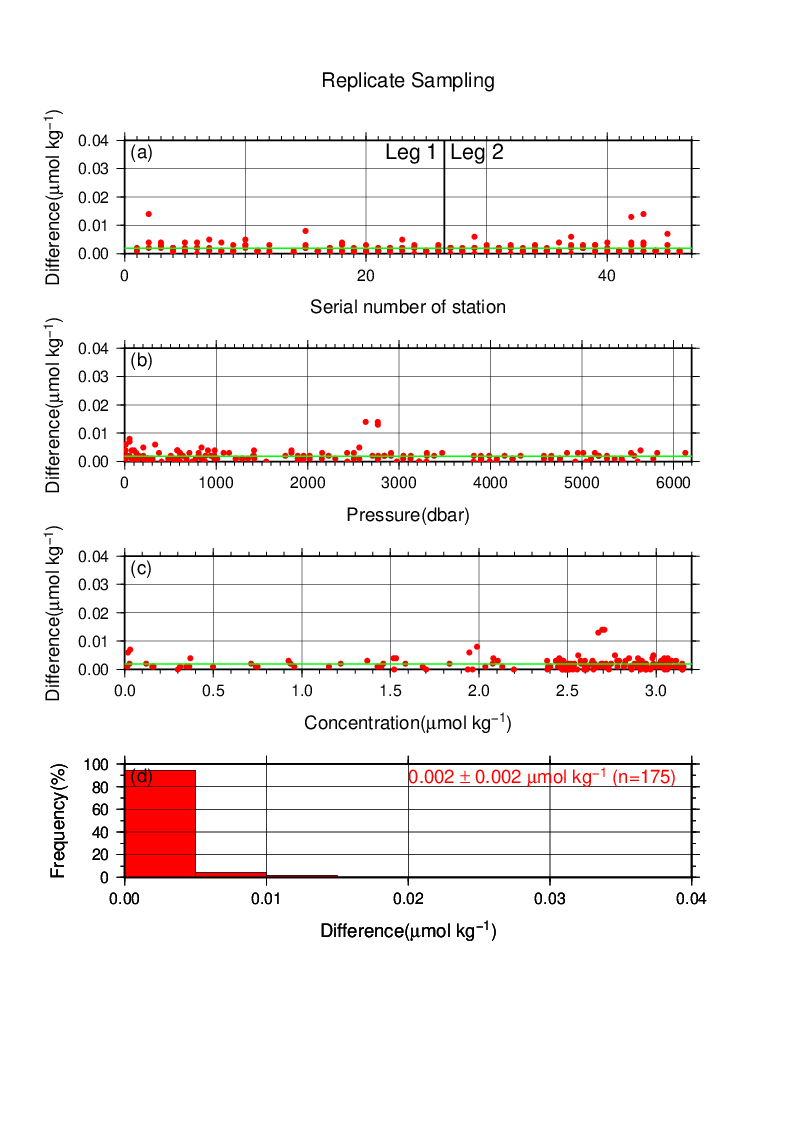 Replicate Sampling
Difference(μmol kg⁻¹)
0.04
0.03
0.02
0.01
0.00
(a)
Leg 1
Leg 2
0
20
40
Serial number of station
Difference(μmol kg⁻¹)
0.04
0.03
0.02
0.01
0.00
(b)
0
1000
2000
3000
4000
5000
6000
Pressure(dbar)
Difference(μmol kg⁻¹)
0.04
0.03
0.02
0.01
0.00
(c)
0.0
0.5
1.0
1.5
2.0
2.5
3.0
Concentration(μmol kg⁻¹)
Frequency(%)
100
80
60
40
20
0
(d)
0.002 ± 0.002 μmol kg⁻¹ (n=175)
0.00
0.01
0.02
0.03
0.04
Difference(μmol kg⁻¹)